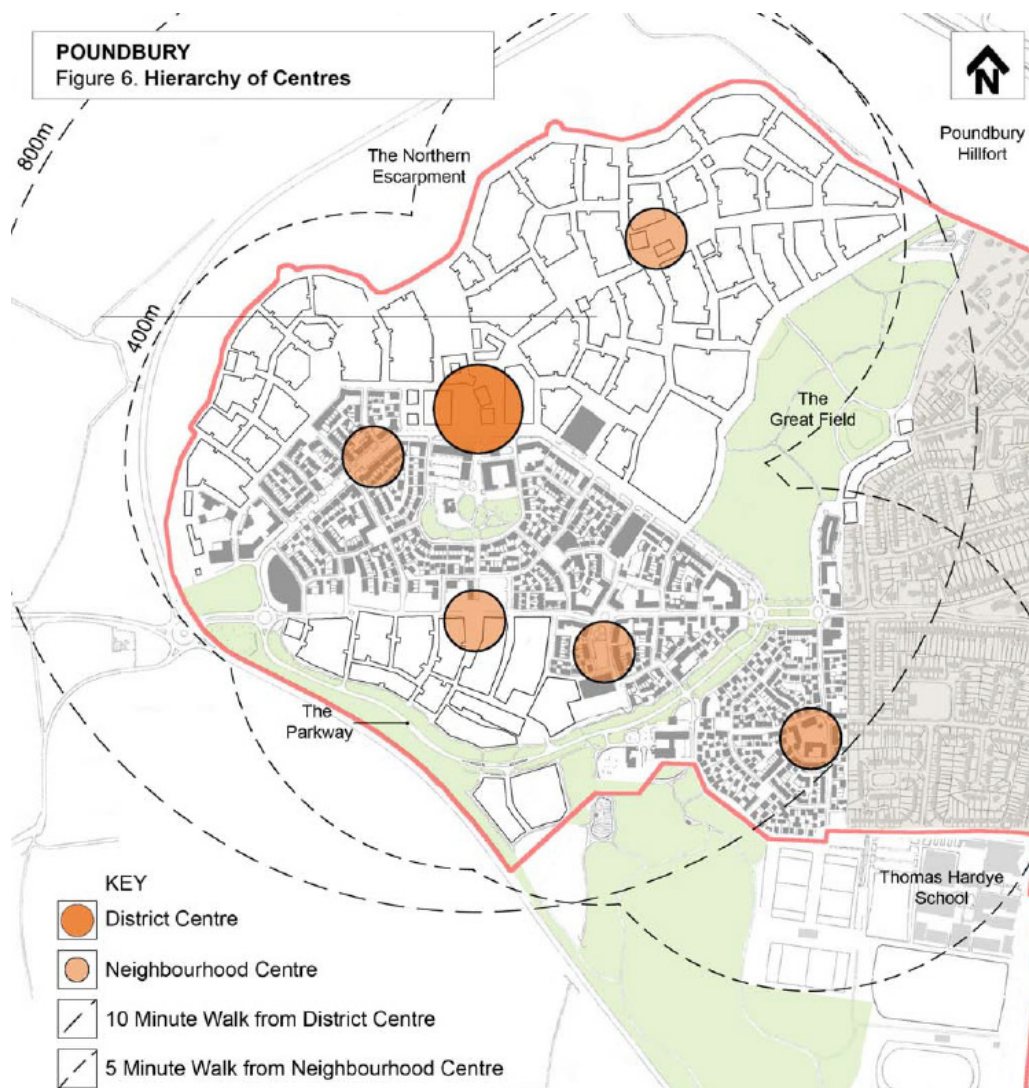 POUNDBURY
Figure 6. Hierarchy of Centres
N
800m
The Northern
Escarpment
Poundbury
Hillfort
400m
The
Great Field
The
Parkway
Thomas Hardye
School
KEY
District Centre
Neighbourhood Centre
10 Minute Walk from District Centre
5 Minute Walk from Neighbourhood Centre